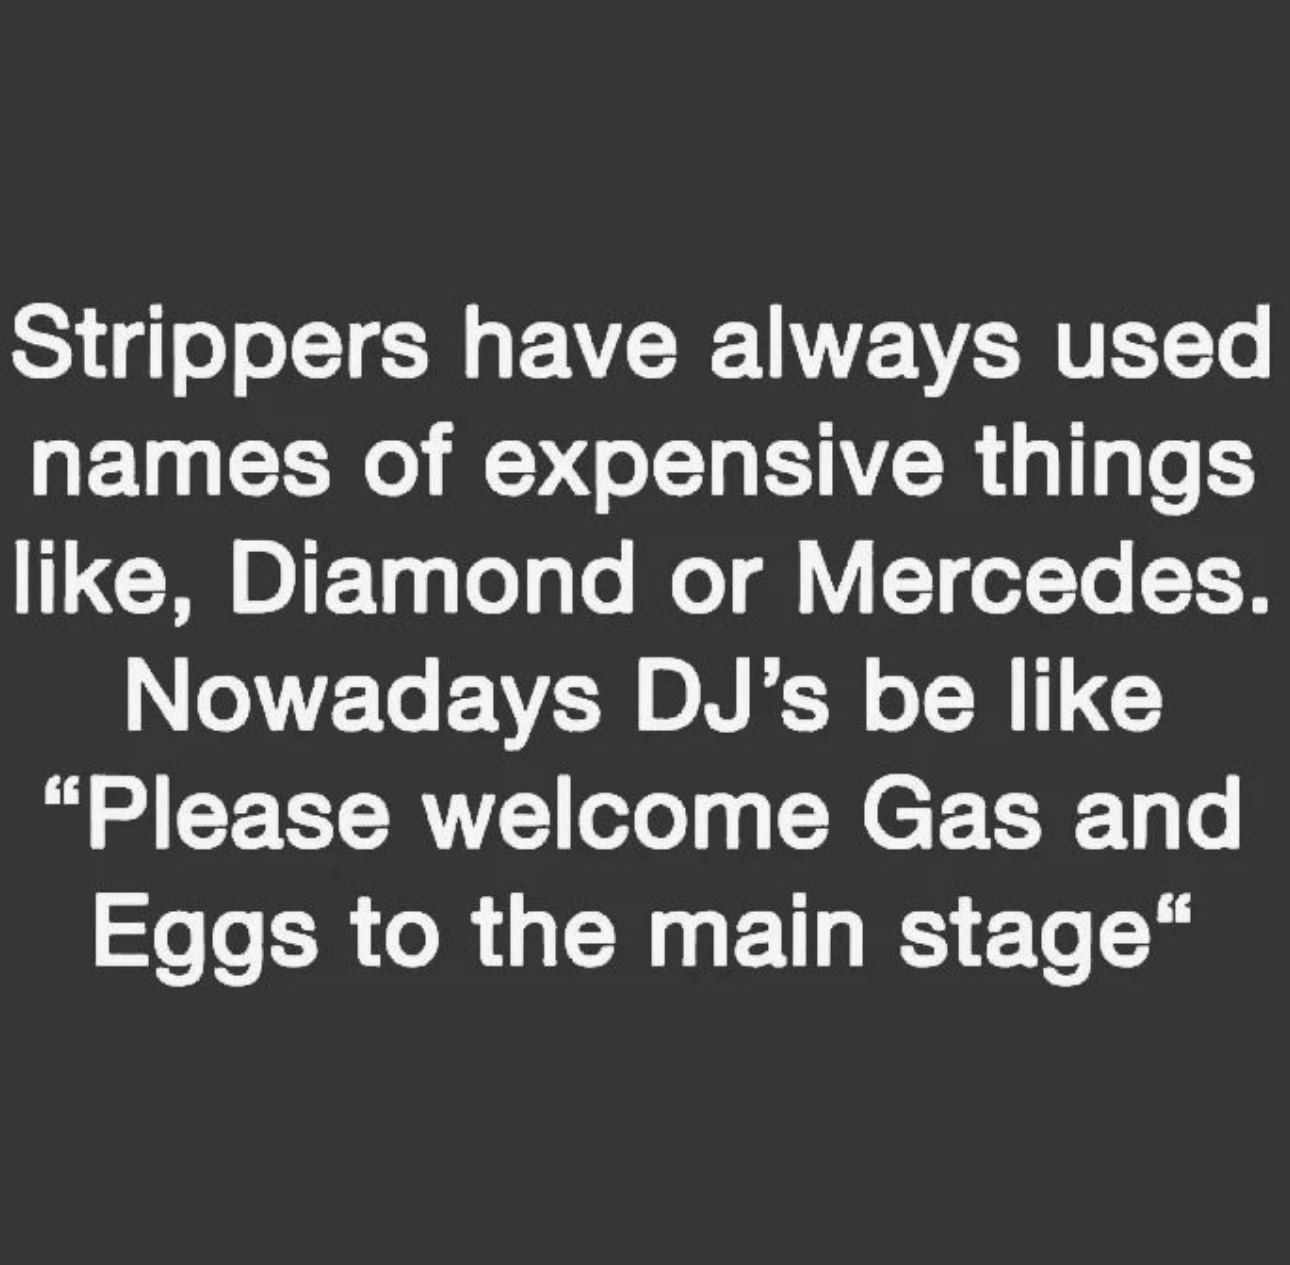 Strippers have always used
names of expensive things
like, Diamond or Mercedes.
Nowadays DJ’s be like
“Please welcome Gas and
Eggs to the main stage“